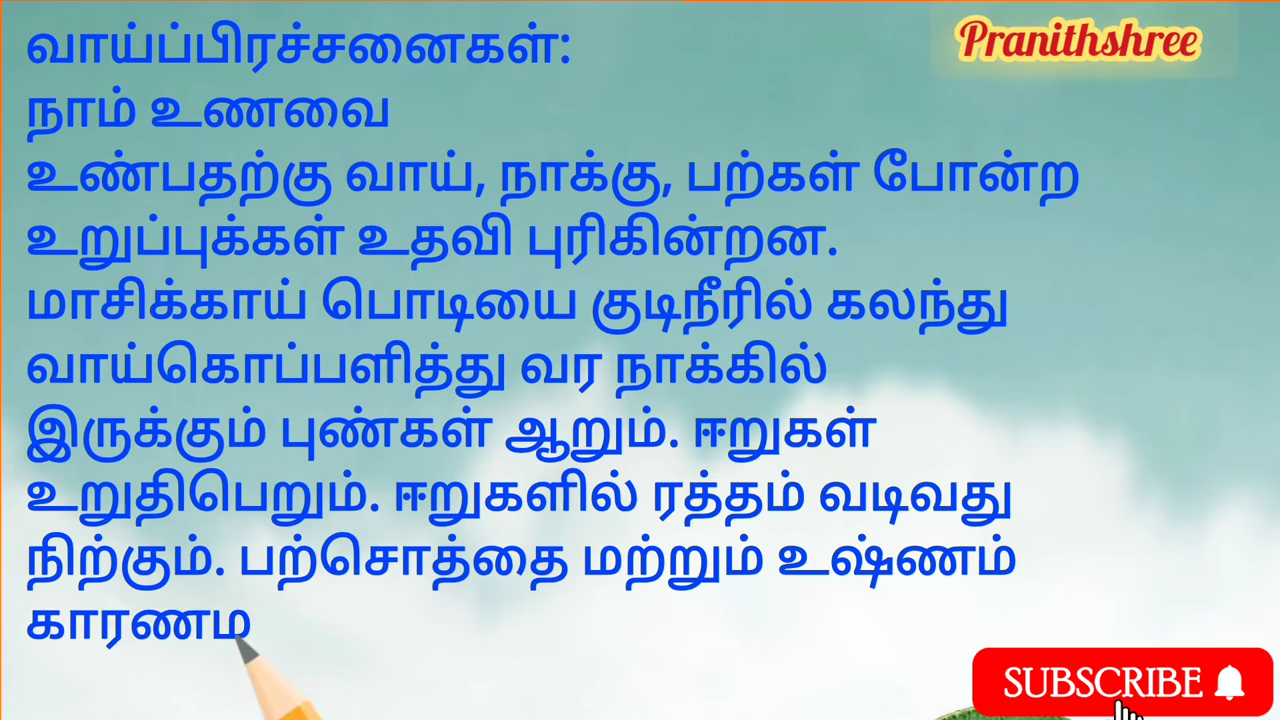 வாய்ப்பிரச்சனைகள்:
Pranithshree
நாம் உணவை
உண்பதற்கு வாய், நாக்கு, பற்கள் போன்ற
உறுப்புக்கள் உதவி புரிகின்றன.
மாசிக்காய் பொடியை குடிநீரில் கலந்து
வாய்கொப்பளித்து வர நாக்கில்
இருக்கும் புண்கள் ஆறும். ஈறுகள்
உறுதிபெறும். ஈறுகளில் ரத்தம் வடிவது
நிற்கும். பற்சொத்தை மற்றும் உஷ்ணம்
காரணம
SUBSCRIBE